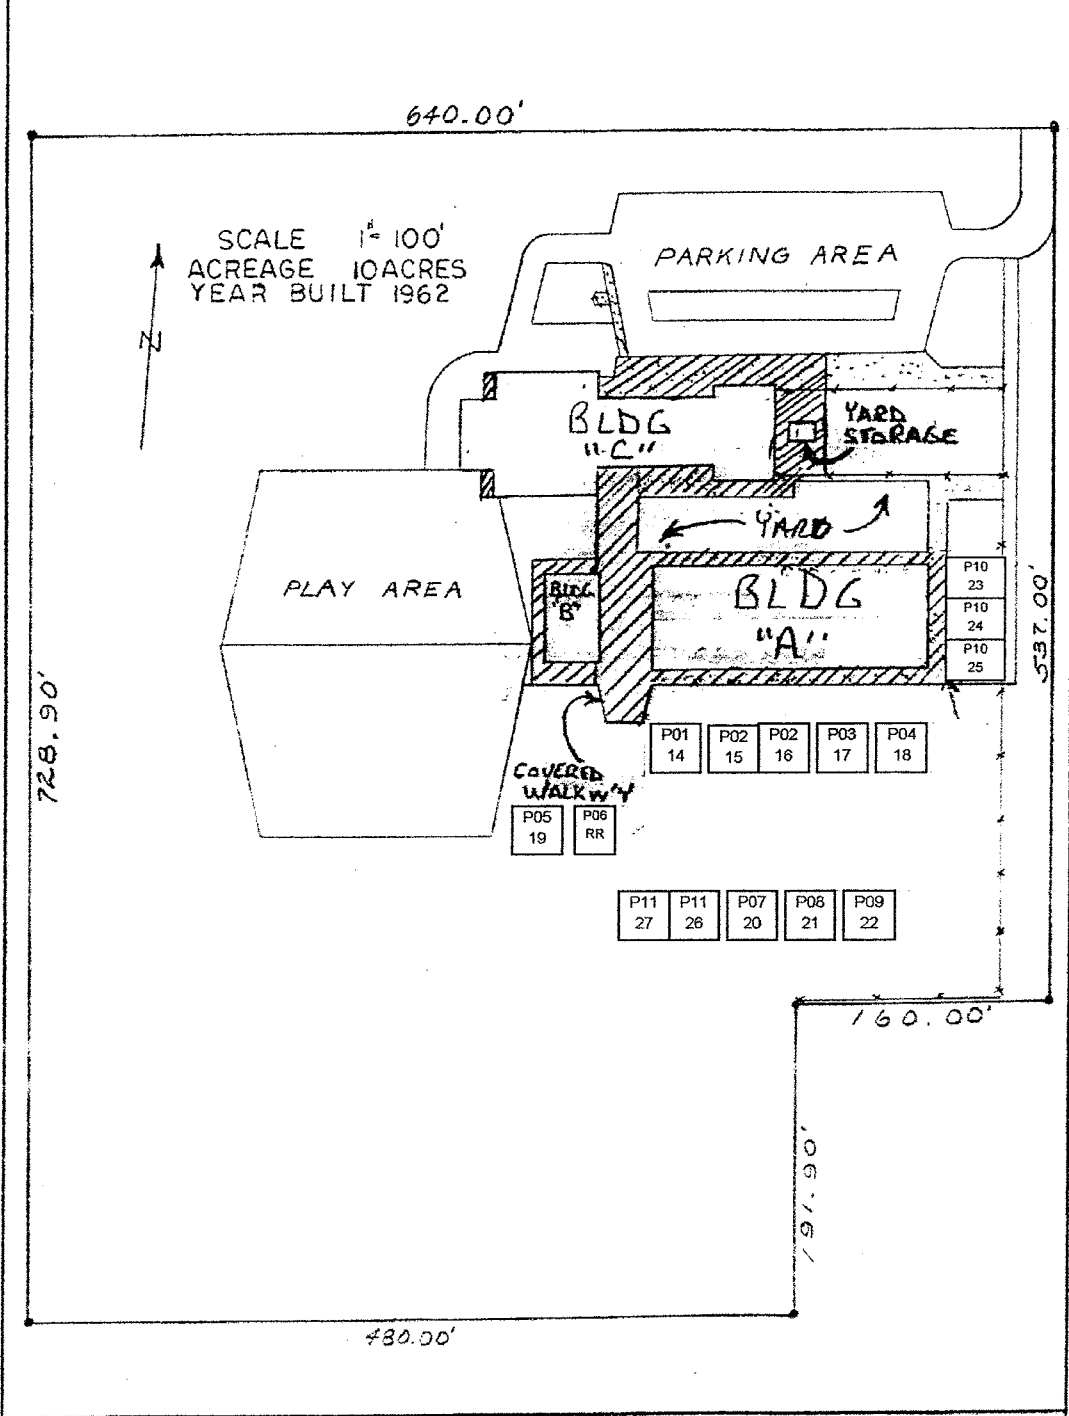 640.00'
SCALE 1"= 100'
ACREAGE 10 ACRES
YEAR BUILT 1962
N
PARKING AREA
BLDG
"C"
YARD
STORAGE
YARD
PLAY AREA
BLDG
"B"
BLDG
"A"
P10
23
P10
24
P10
25
537.00'
728.90'
P01
14
P02
15
P02
16
P03
17
P04
18
COVERED
WALKW'Y
P05
19
P06
RR
P11
27
P11
26
P07
20
P08
21
P09
22
160.00'
191.90'
480.00'